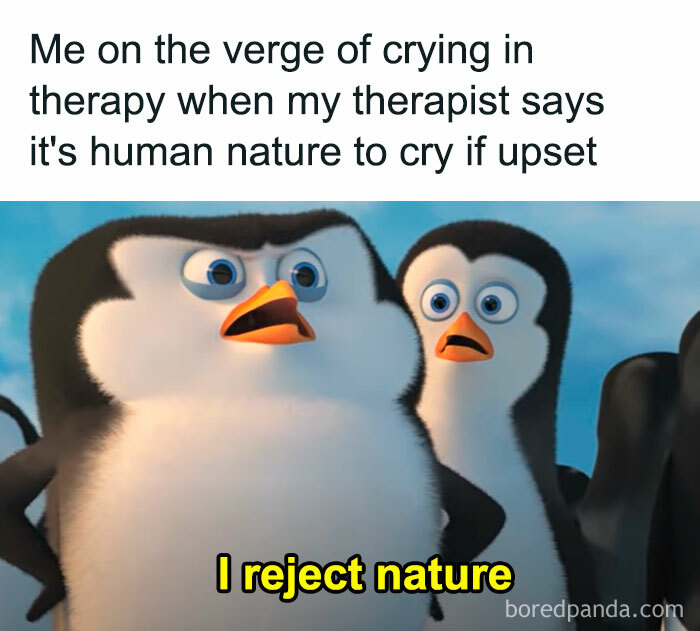 Me on the verge of crying in
therapy when my therapist says
it's human nature to cry if upset
I reject nature
boredpanda.com